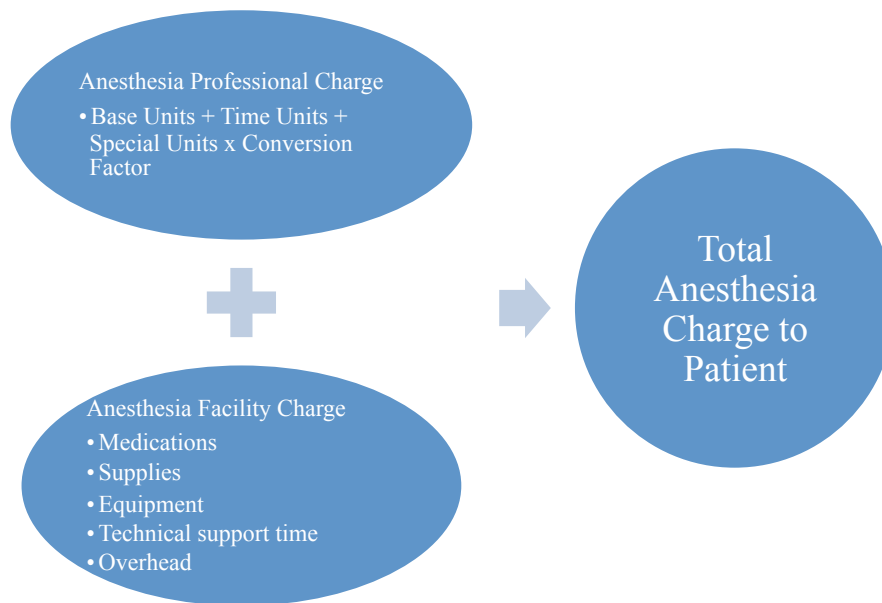 Anesthesia Professional Charge
• Base Units + Time Units +
Special Units x Conversion
Factor
Anesthesia Facility Charge
• Medications
• Supplies
• Equipment
• Technical support time
• Overhead
Total
Anesthesia
Charge to
Patient